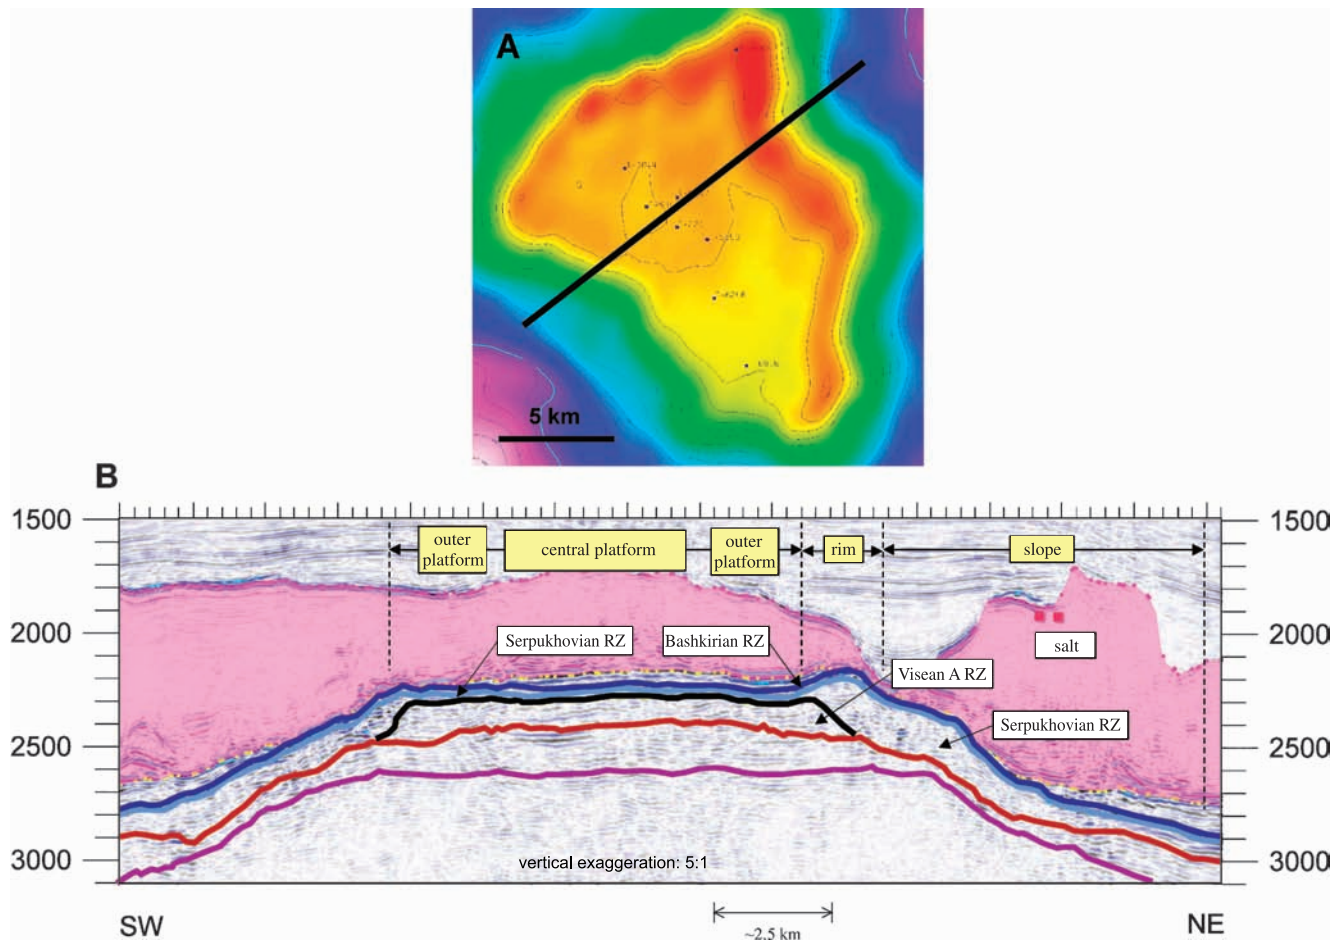 A
5 km
B
1500
1500
outer
platform
central platform
outer
platform
rim
slope
2000
2000
Serpukhovian RZ
Bashkirian RZ
salt
Visean A RZ
Serpukhovian RZ
2500
2500
3000
3000
vertical exaggeration: 5:1
SW
NE
~2,5 km